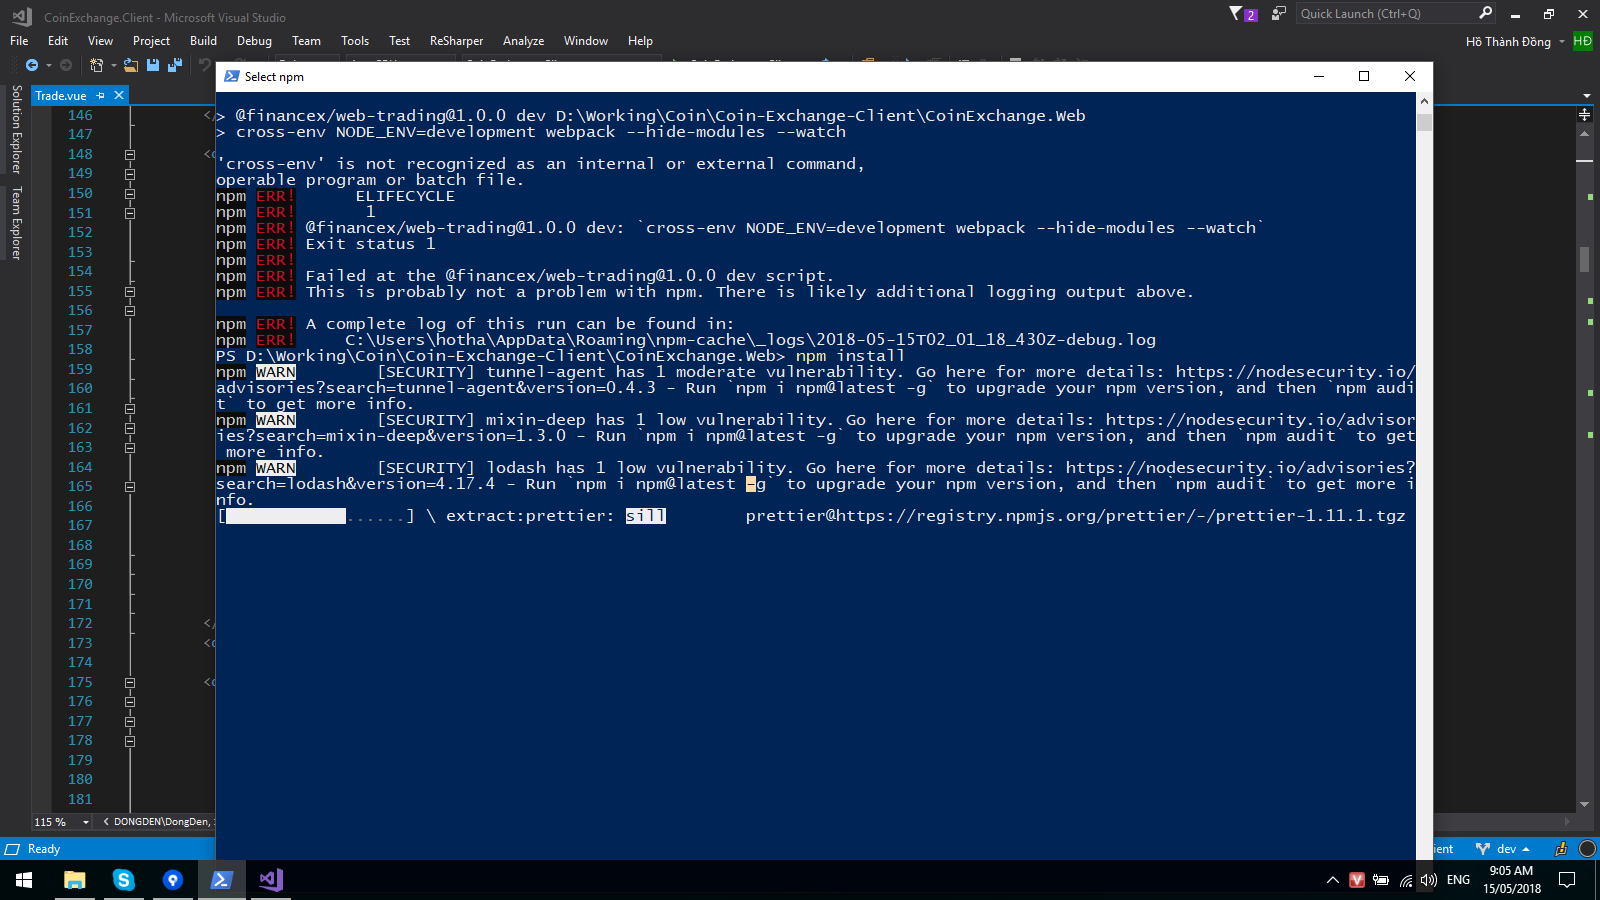 CoinExchange.Client - Microsoft Visual Studio
2
Quick Launch (Ctrl+Q)
File Edit View Project Build Debug Team Tools Test ReSharper Analyze Window Help
Hồ Thành Đồng
HĐ
Select npm
Trade.vue
Solution Explorer
Team Explorer
146
147
148
149
150
151
152
153
154
155
156
157
158
159
160
161
162
163
164
165
166
167
168
169
170
171
172
173
174
175
176
177
178
179
180
181
> @financex/web-trading@1.0.0 dev D:\Working\Coin\Coin-Exchange-Client\CoinExchange.Web
> cross-env NODE_ENV=development webpack --hide-modules --watch
'cross-env' is not recognized as an internal or external command,
operable program or batch file.
npm ERR! ELIFECYCLE
npm ERR! 1
npm ERR! @financex/web-trading@1.0.0 dev: `cross-env NODE_ENV=development webpack --hide-modules --watch`
npm ERR! Exit status 1
npm ERR!
npm ERR! Failed at the @financex/web-trading@1.0.0 dev script.
npm ERR! This is probably not a problem with npm. There is likely additional logging output above.
npm ERR! A complete log of this run can be found in:
npm ERR! C:\Users\hotha\AppData\Roaming\npm-cache\_logs\2018-05-15T02_01_18_430Z-debug.log
PS D:\Working\Coin\Coin-Exchange-Client\CoinExchange.Web> npm install
npm WARN [SECURITY] tunnel-agent has 1 moderate vulnerability. Go here for more details: https://nodesecurity.io/
advisories?search=tunnel-agent&version=0.4.3 - Run `npm i npm@latest -g` to upgrade your npm version, and then `npm audi
t` to get more info.
npm WARN [SECURITY] mixin-deep has 1 low vulnerability. Go here for more details: https://nodesecurity.io/advisor
ies?search=mixin-deep&version=1.3.0 - Run `npm i npm@latest -g` to upgrade your npm version, and then `npm audit` to get
more info.
npm WARN [SECURITY] lodash has 1 low vulnerability. Go here for more details: https://nodesecurity.io/advisories?
search=lodash&version=4.17.4 - Run `npm i npm@latest -g` to upgrade your npm version, and then `npm audit` to get more i
nfo.
[ ......] \ extract:prettier: sill prettier@https://registry.npmjs.org/prettier/-/prettier-1.11.1.tgz
115 %
DONGDEN\DongDen,
Ready
dev
ENG
9:05 AM
15/05/2018